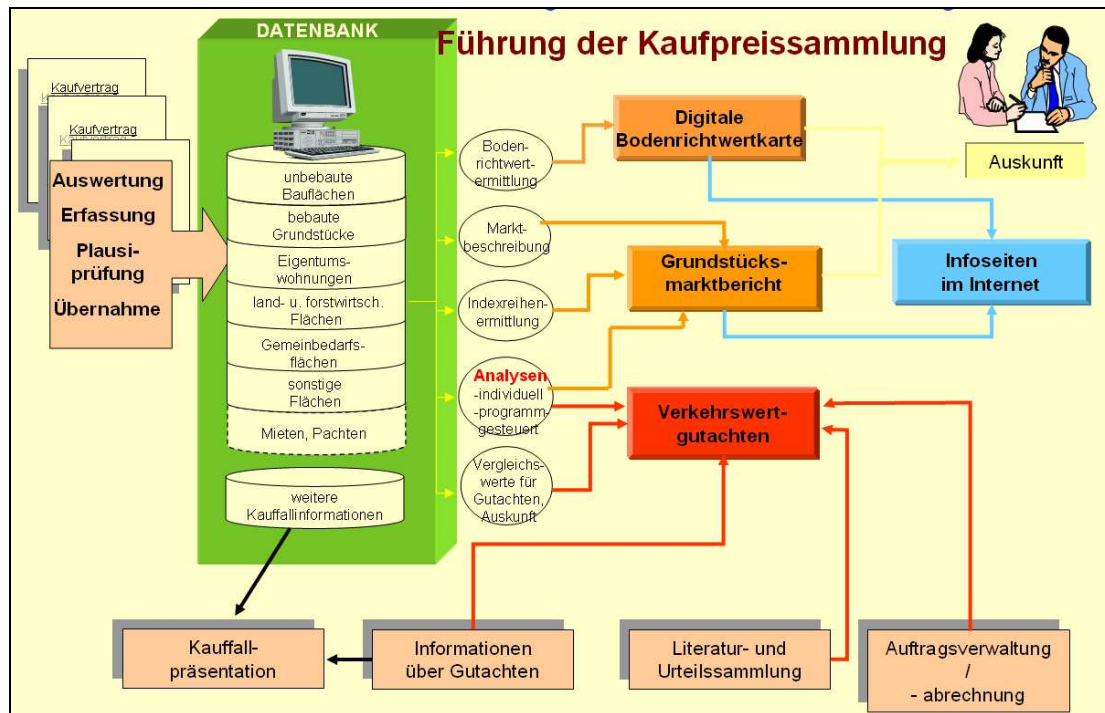 DATENBANK
Führung der Kaufpreissammlung
Kaufvertrag
Kaufvertrag
Kaufvertrag
Kaufvertrag
Auswertung
Erfassung
Plausi-
prüfung
Übernahme
unbebaute
Bauflächen
bebaute
Grundstücke
Eigentums-
wohnungen
land- u. forstwirtsch.
Flächen
Gemeinbedarfs-
flächen
sonstige
Flächen
Mieten, Pachten
weitere
Kauffallinformationen
Boden-
richtwert-
ermittlung
Markt-
beschreibung
Indexreihen-
ermittlung
Analysen
-individuell
-programm-
gesteuert
Vergleichs-
werte für
Gutachten,
Auskunft
Digitale
Bodenrichtwertkarte
Grundstücks-
marktbericht
Verkehrswert-
gutachten
Auskunft
Infoseiten
im Internet
Kauffall-
präsentation
Informationen
über Gutachten
Literatur- und
Urteilssammlung
Auftragsverwaltung
/
- abrechnung